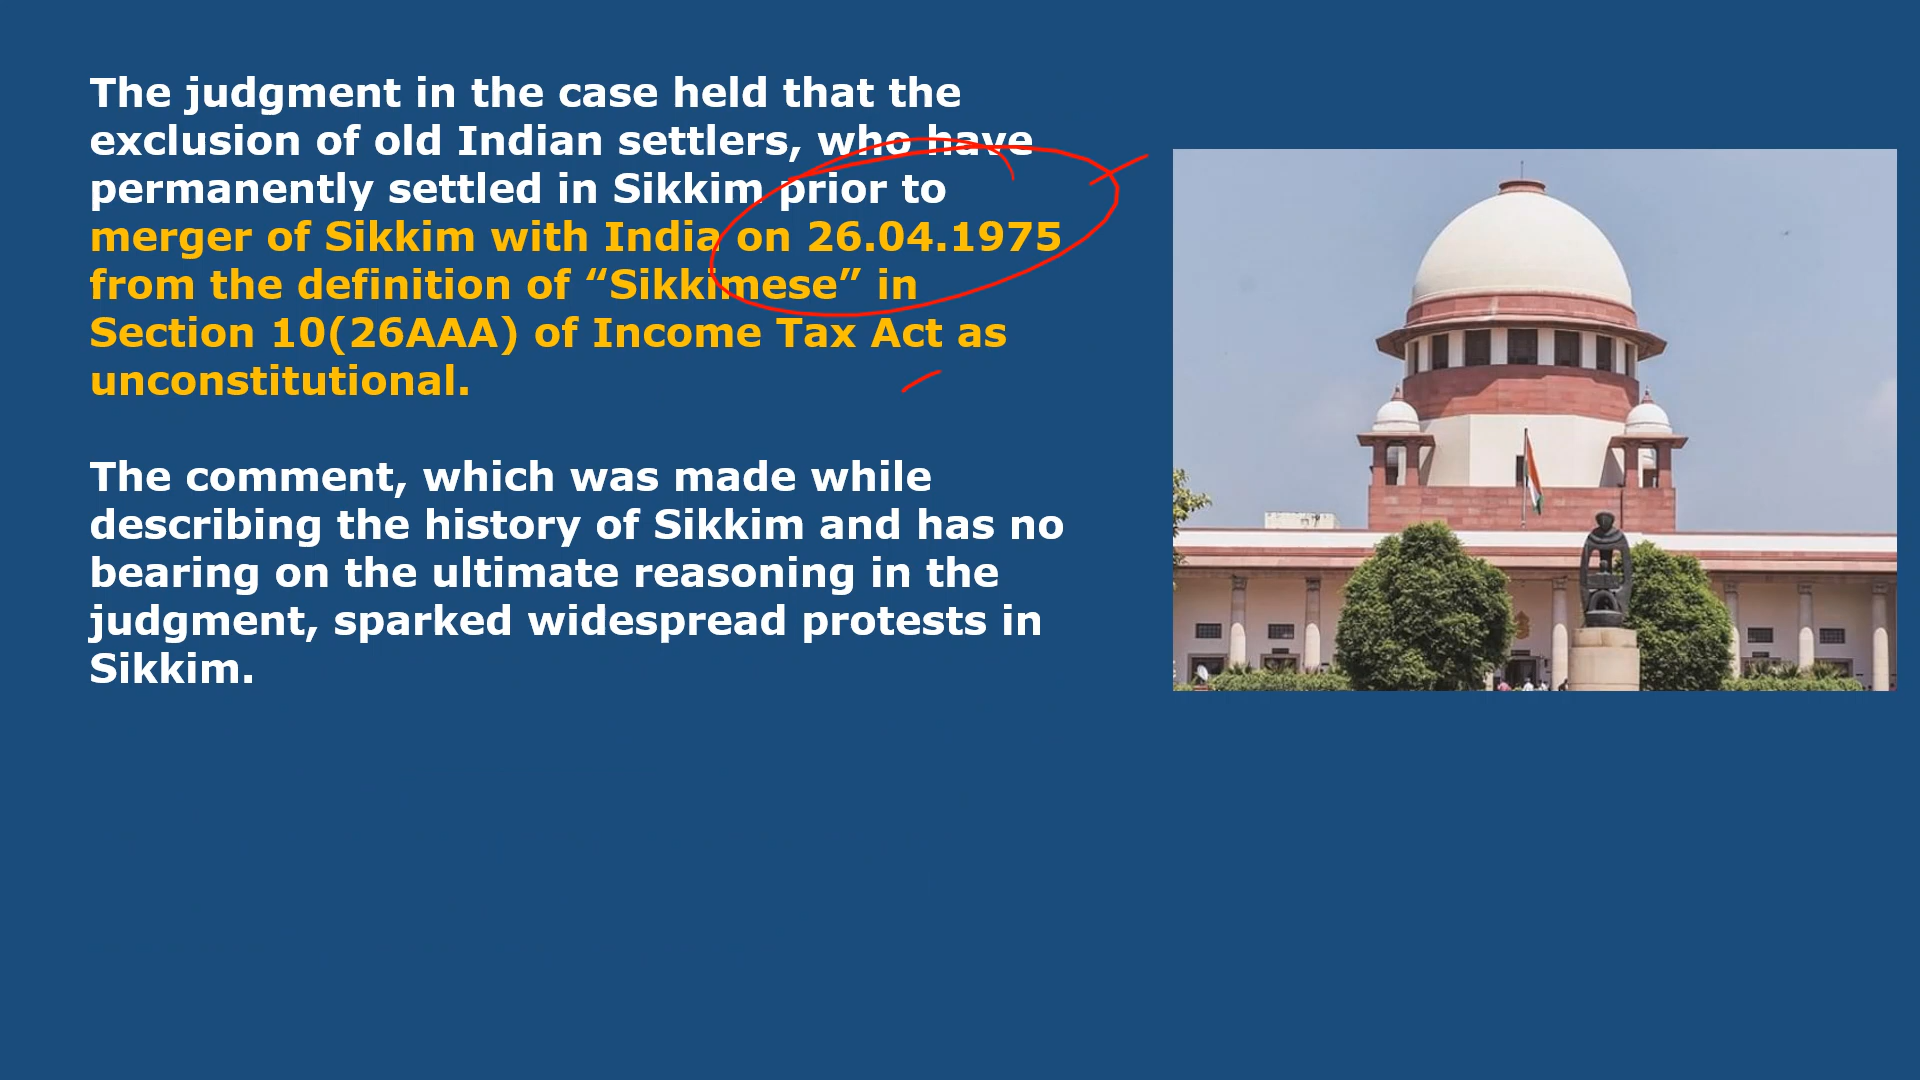 The judgment in the case held that the
exclusion of old Indian settlers, who have
permanently settled in Sikkim prior to
merger of Sikkim with India on 26.04.1975
from the definition of “Sikkimese” in
Section 10(26AAA) of Income Tax Act as
unconstitutional.
The comment, which was made while
describing the history of Sikkim and has no
bearing on the ultimate reasoning in the
judgment, sparked widespread protests in
Sikkim.